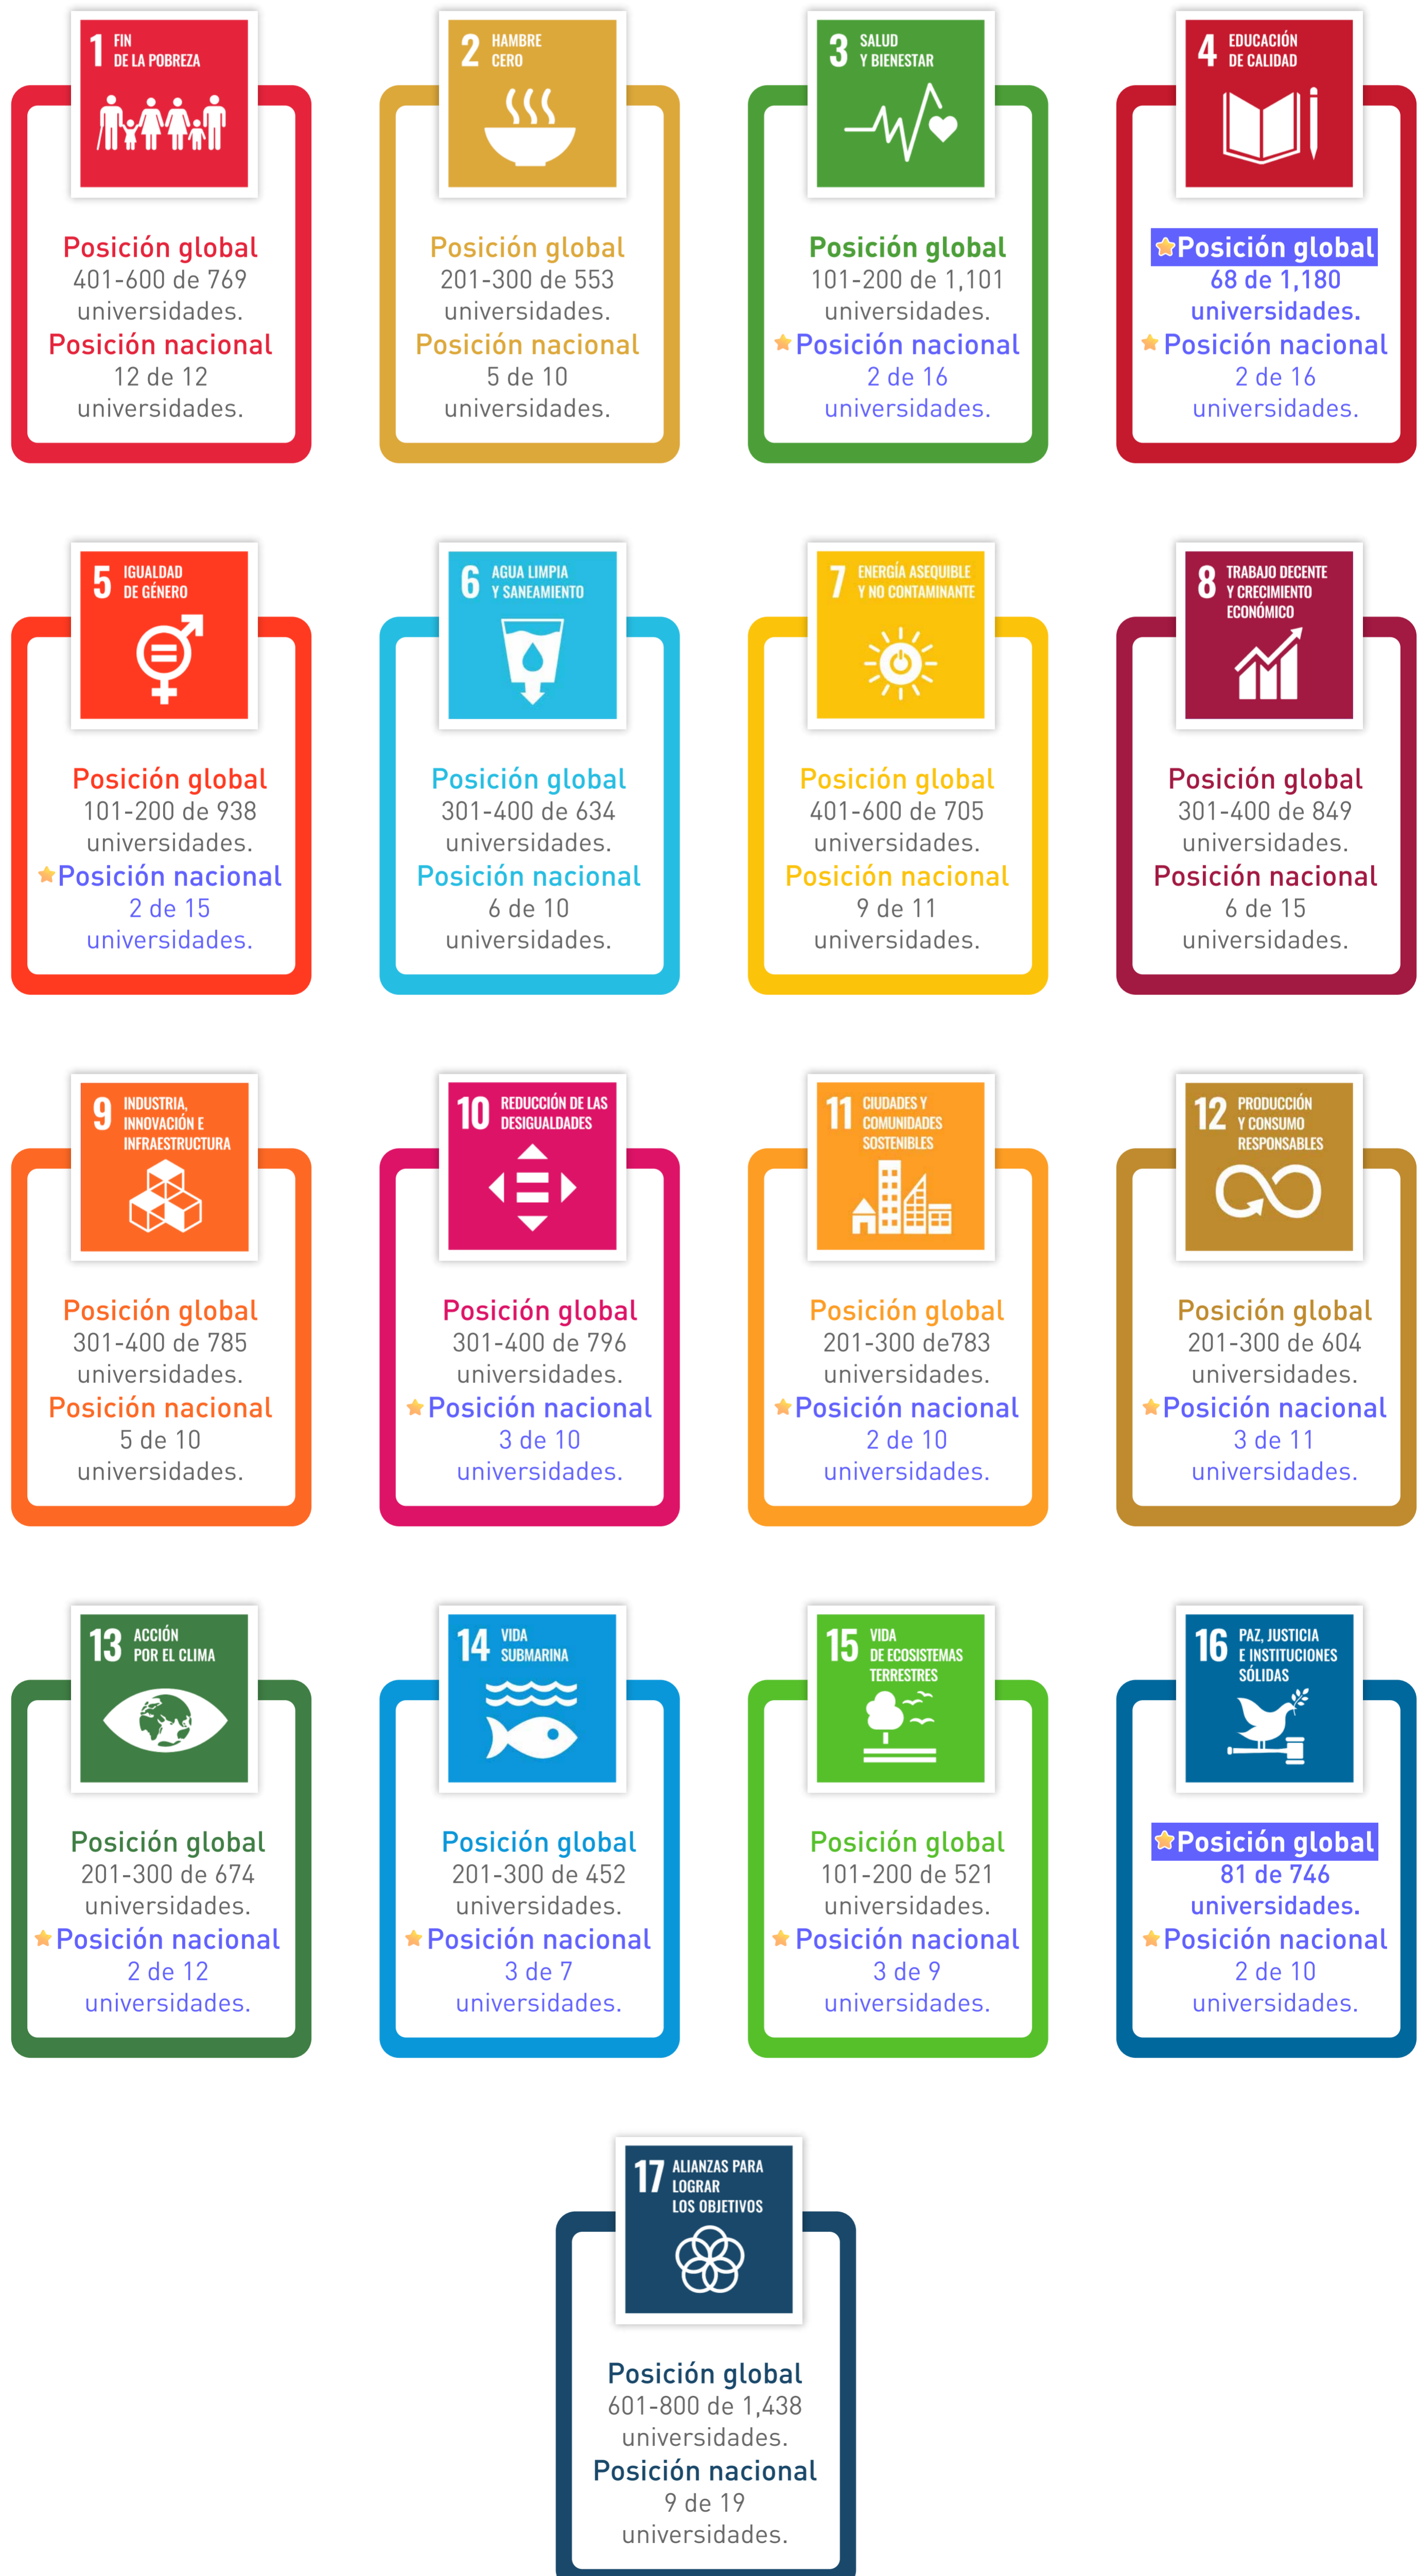 1 FIN
DE LA POBREZA
Posición global
401-600 de 769
universidades.
Posición nacional
12 de 12
universidades.
2 HAMBRE
CERO
Posición global
201-300 de 553
universidades.
Posición nacional
5 de 10
universidades.
3 SALUD
Y BIENESTAR
Posición global
101-200 de 1,101
universidades.
Posición nacional
2 de 16
universidades.
4 EDUCACIÓN
DE CALIDAD
Posición global
68 de 1,180
universidades.
Posición nacional
2 de 16
universidades.
5 IGUALDAD
DE GÉNERO
Posición global
101-200 de 938
universidades.
Posición nacional
2 de 15
universidades.
6 AGUA LIMPIA
Y SANEAMIENTO
Posición global
301-400 de 634
universidades.
Posición nacional
6 de 10
universidades.
7 ENERGÍA ASEQUIBLE
Y NO CONTAMINANTE
Posición global
401-600 de 705
universidades.
Posición nacional
9 de 11
universidades.
8 TRABAJO DECENTE
Y CRECIMIENTO
ECONÓMICO
Posición global
301-400 de 849
universidades.
Posición nacional
6 de 15
universidades.
9 INDUSTRIA,
INNOVACIÓN E
INFRAESTRUCTURA
Posición global
301-400 de 785
universidades.
Posición nacional
5 de 10
universidades.
10 REDUCCIÓN DE LAS
DESIGUALDADES
Posición global
301-400 de 796
universidades.
Posición nacional
3 de 10
universidades.
11 CIUDADES Y
COMUNIDADES
SOSTENIBLES
Posición global
201-300 de783
universidades.
Posición nacional
2 de 10
universidades.
12 PRODUCCIÓN
Y CONSUMO
RESPONSABLES
Posición global
201-300 de 604
universidades.
Posición nacional
3 de 11
universidades.
13 ACCIÓN
POR EL CLIMA
Posición global
201-300 de 674
universidades.
Posición nacional
2 de 12
universidades.
14 VIDA
SUBMARINA
Posición global
201-300 de 452
universidades.
Posición nacional
3 de 7
universidades.
15 VIDA
DE ECOSISTEMAS
TERRESTRES
Posición global
101-200 de 521
universidades.
Posición nacional
3 de 9
universidades.
16 PAZ, JUSTICIA
E INSTITUCIONES
SÓLIDAS
Posición global
81 de 746
universidades.
Posición nacional
2 de 10
universidades.
17 ALIANZAS PARA
LOGRAR
LOS OBJETIVOS
Posición global
601-800 de 1,438
universidades.
Posición nacional
9 de 19
universidades.